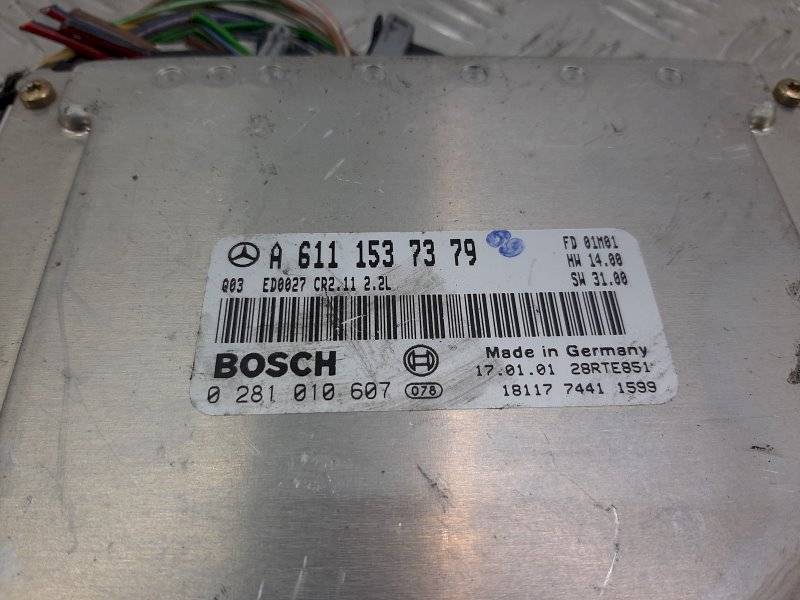 A 611 153 73 79
FD 01M01
HW 14.00
SW 31.00
Q03 ED0027 CR2.11 2.2L
BOSCH
Made in Germany
17.01.01 28RTE851
0 281 010 607 078
18117 7441 1599